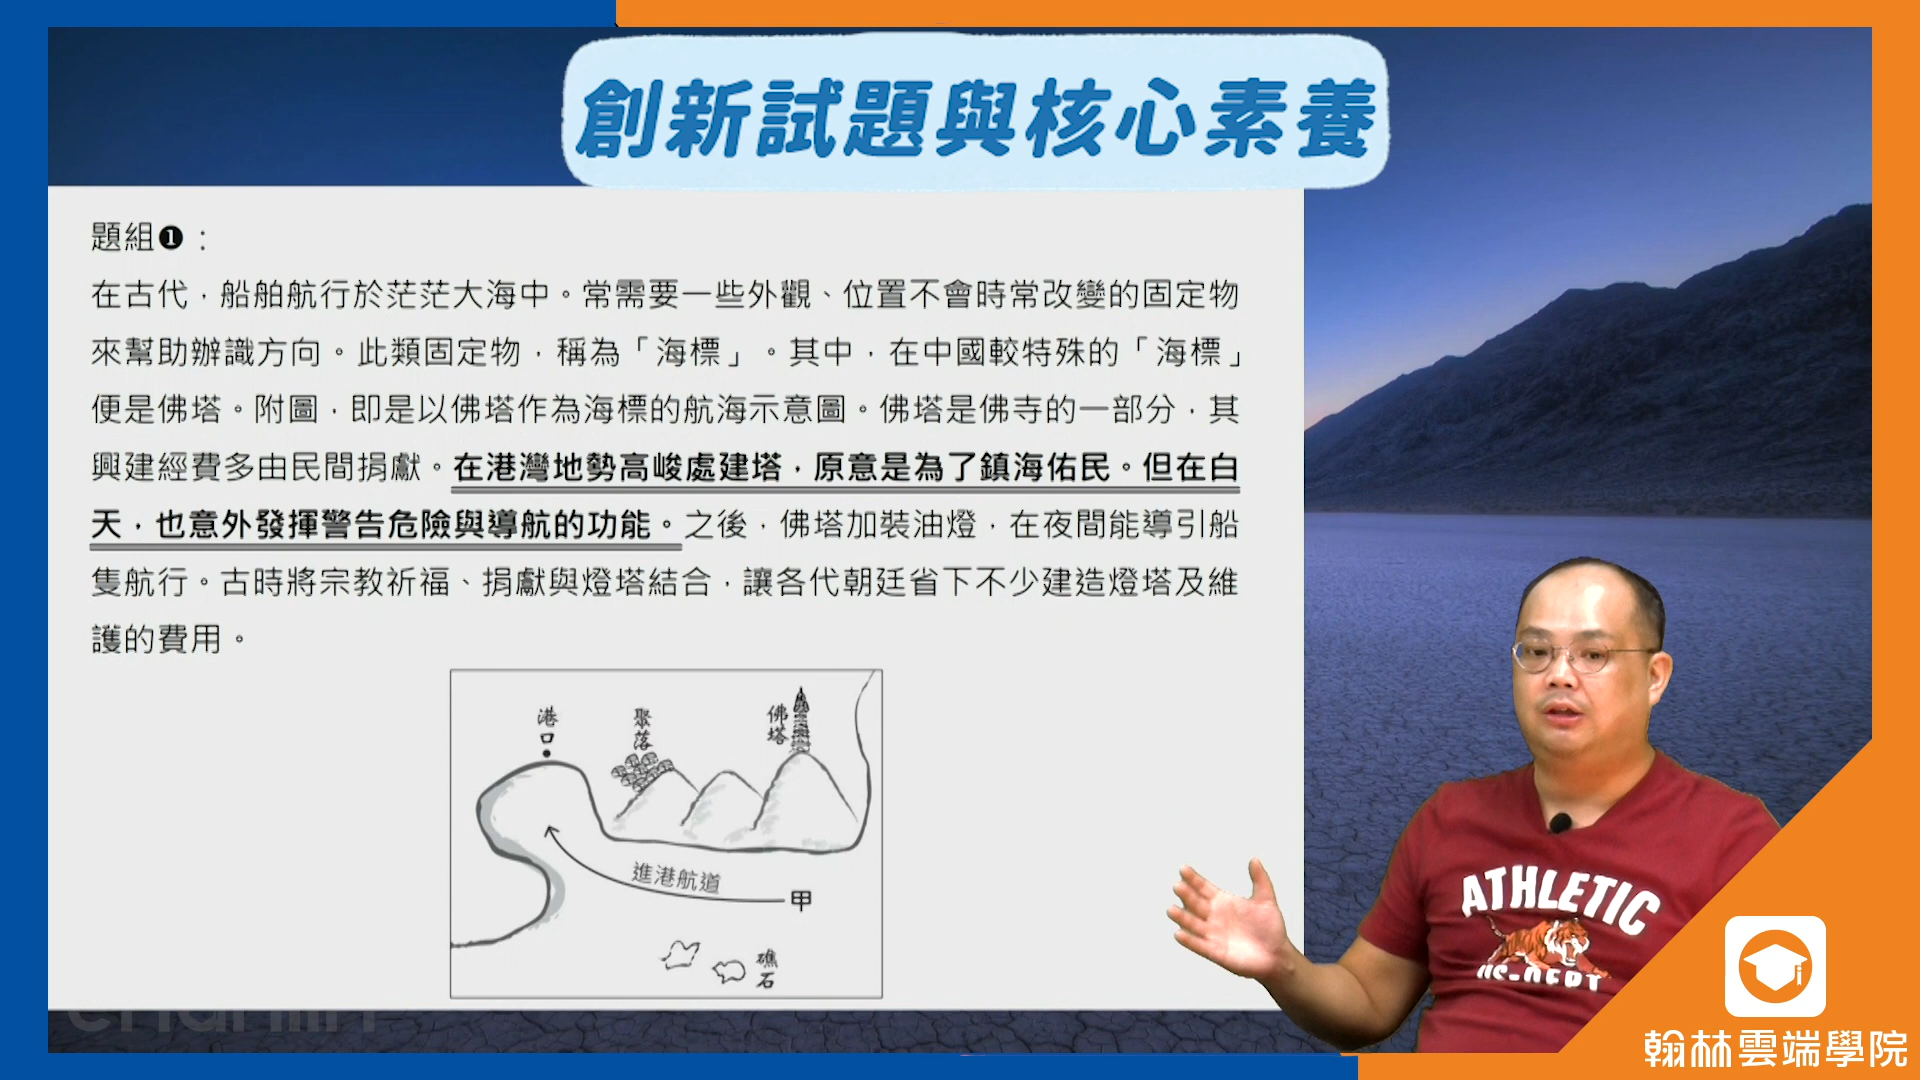 創新試題與核心素養
題組❶：
在古代，船舶航行於茫茫大海中。常需要一些外觀、位置不會時常改變的固定物
來幫助辦識方向。此類固定物，稱為「海標」。其中，在中國較特殊的「海標」
便是佛塔。附圖，即是以佛塔作為海標的航海示意圖。佛塔是佛寺的一部分，其
興建經費多由民間捐獻。在港灣地勢高峻處建塔，原意是為了鎮海佑民。但在白
天，也意外發揮警告危險與導航的功能。之後，佛塔加裝油燈，在夜間能導引船
隻航行。古時將宗教祈福、捐獻與燈塔結合，讓各代朝廷省下不少建造燈塔及維
護的費用。
港口
聚落
佛塔
進港航道
甲
礁石
ATHLETIC
翰林雲端學院